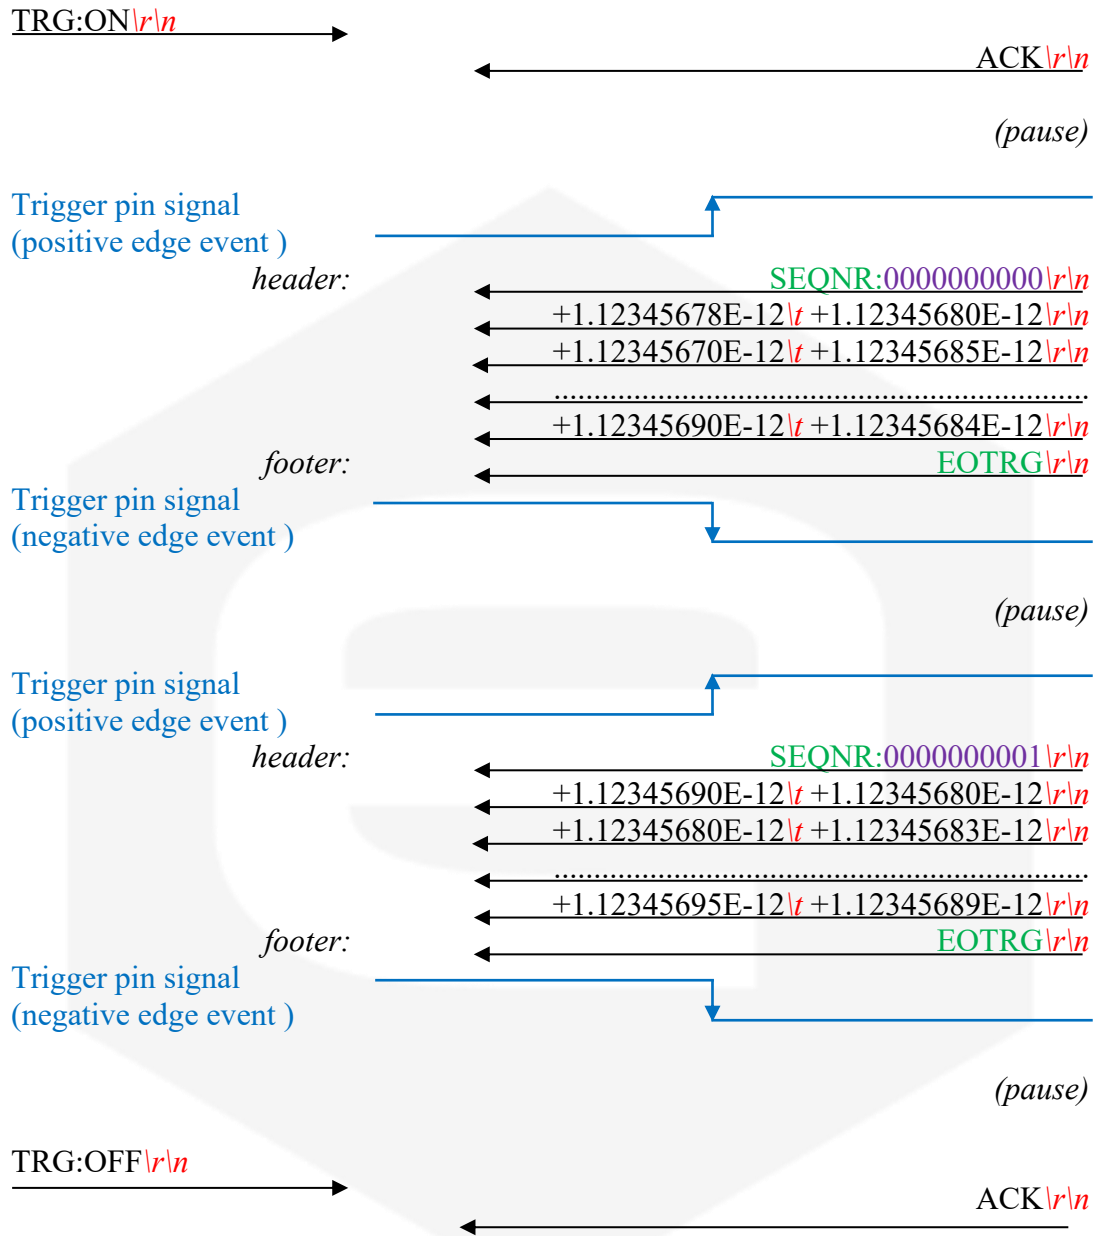 TRG:ON\r\n
ACK\r\n
(pause)
Trigger pin signal
(positive edge event )
header:
SEQNR:0000000000\r\n
+1.12345678E-12\t +1.12345680E-12\r\n
+1.12345670E-12\t +1.12345685E-12\r\n
...................................................................
+1.12345690E-12\t +1.12345684E-12\r\n
footer:
EOTRG\r\n
Trigger pin signal
(negative edge event )
(pause)
Trigger pin signal
(positive edge event )
header:
SEQNR:0000000001\r\n
+1.12345690E-12\t +1.12345680E-12\r\n
+1.12345680E-12\t +1.12345683E-12\r\n
...................................................................
+1.12345695E-12\t +1.12345689E-12\r\n
footer:
EOTRG\r\n
Trigger pin signal
(negative edge event )
(pause)
TRG:OFF\r\n
ACK\r\n